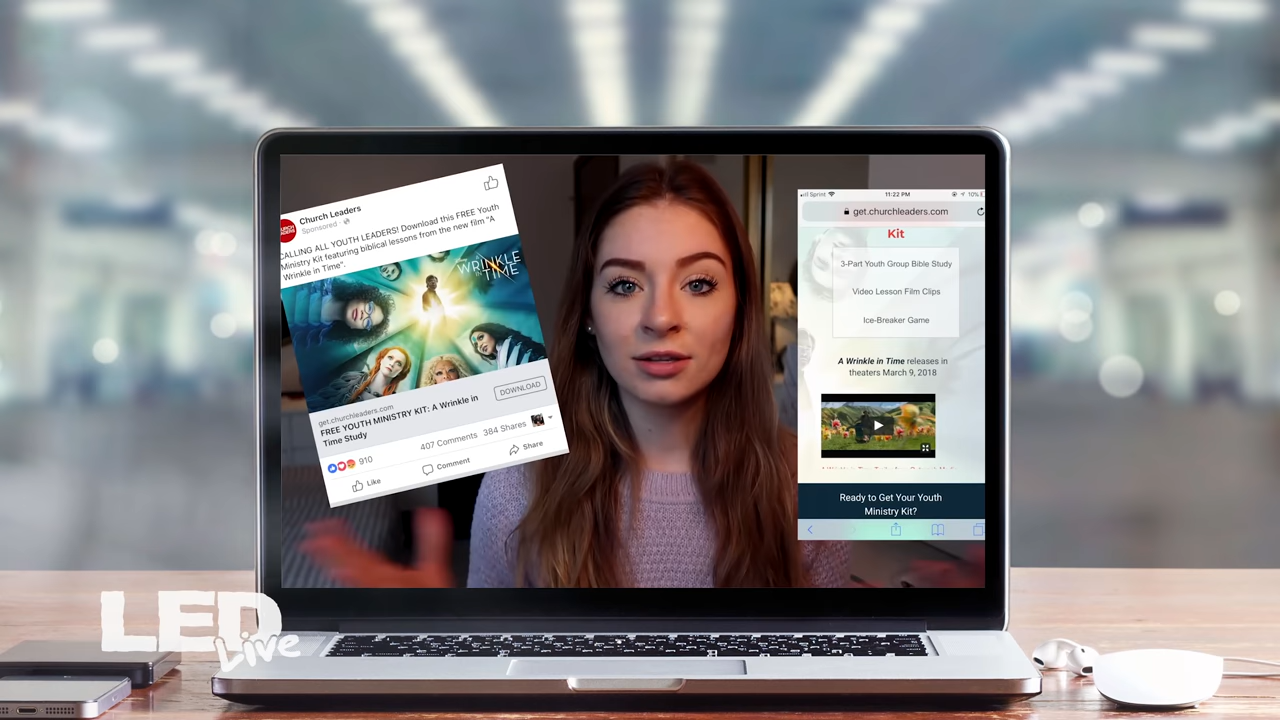 Church Leaders
Sponsored
CALLING ALL YOUTH LEADERS! Download this FREE Youth
Ministry Kit featuring biblical lessons from the new film "A
Wrinkle in Time".
CHURCH
LEADERS
WRINKLE
IN TIME
get.churchleaders.com
FREE YOUTH MINISTRY KIT: A Wrinkle in
Time Study
DOWNLOAD
910
407 Comments 384 Shares
Like
Comment
Share
Sprint 11:22 PM 10%
get.churchleaders.com
Kit
3-Part Youth Group Bible Study
Video Lesson Film Clips
Ice-Breaker Game
A Wrinkle in Time releases in
theaters March 9, 2018
Ready to Get Your Youth
Ministry Kit?
LED
Live